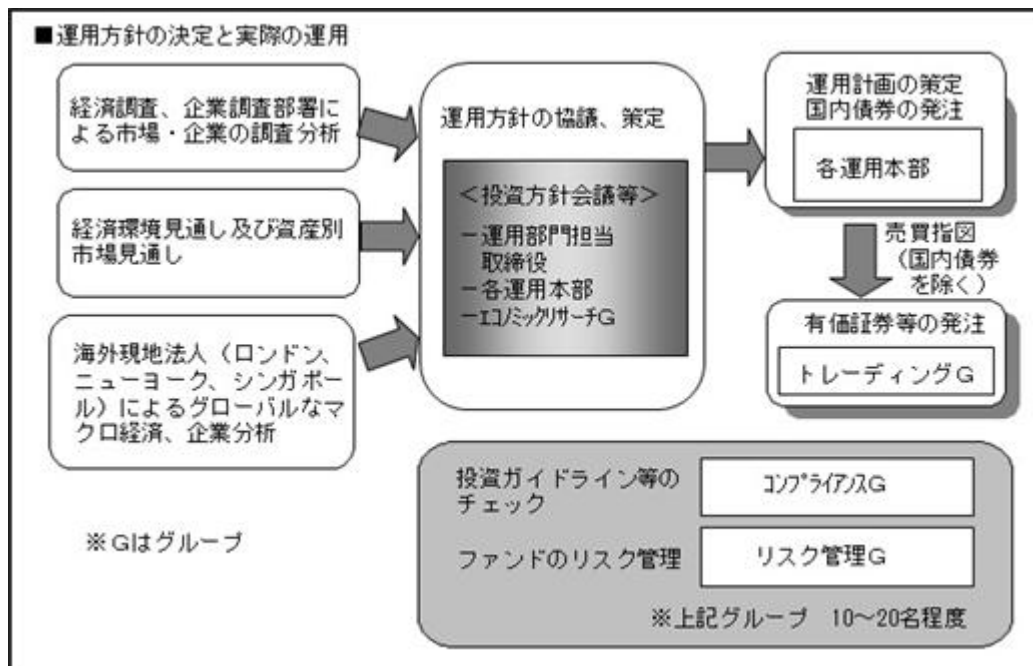 ■運用方針の決定と実際の運用
経済調査、企業調査部署に
よる市場・企業の調査分析
経済環境見通し及び資産別
市場見通し
海外現地法人（ロンドン、
ニューヨーク、シンガポー
ル）によるグローバルなマ
クロ経済、企業分析
※Gはグループ
運用方針の協議、策定
＜投資方針会議等＞
－運用部門担当
取締役
－各運用本部
－ｴｺﾉﾐｯｸﾘｻｰﾁG
運用計画の策定
国内債券の発注
各運用本部
売買指図
（国内債券
を除く）
有価証券等の発注
トレーディングG
投資ガイドライン等の
チェック
ｺﾝﾌﾟﾗｲｱﾝｽG
ファンドのリスク管理
リスク管理G
※上記グループ　10～20名程度